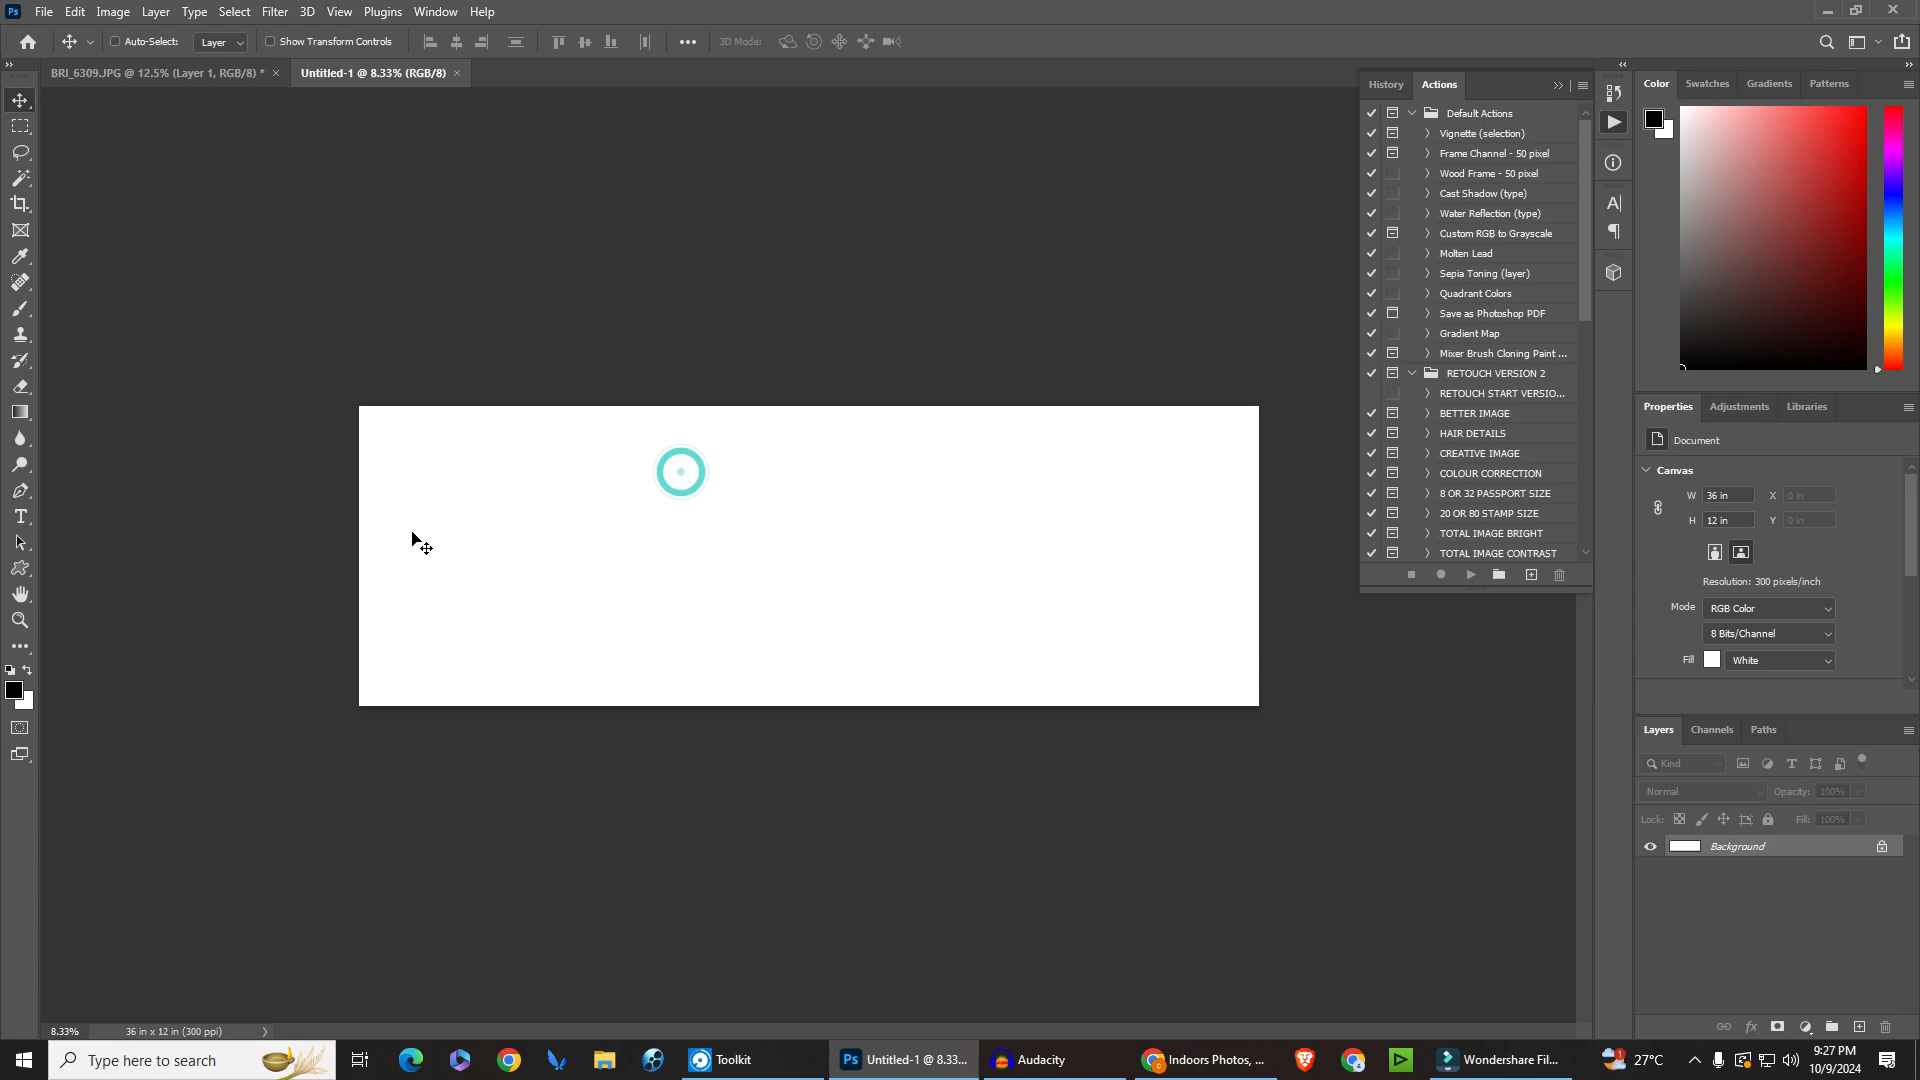 Ps File Edit Image Layer Type Select Filter 3D View Plugins Window Help
Auto-Select: Layer Show Transform Controls 3D Mode:
BRI_6309.JPG @ 12.5% (Layer 1, RGB/8) * Untitled-1 @ 8.33% (RGB/8)
History Actions
Default Actions
Vignette (selection)
Frame Channel - 50 pixel
Wood Frame - 50 pixel
Cast Shadow (type)
Water Reflection (type)
Custom RGB to Grayscale
Molten Lead
Sepia Toning (layer)
Quadrant Colors
Save as Photoshop PDF
Gradient Map
Mixer Brush Cloning Paint ...
RETOUCH VERSION 2
RETOUCH START VERSIO...
BETTER IMAGE
HAIR DETAILS
CREATIVE IMAGE
COLOUR CORRECTION
8 OR 32 PASSPORT SIZE
20 OR 80 STAMP SIZE
TOTAL IMAGE BRIGHT
TOTAL IMAGE CONTRAST
Color Swatches Gradients Patterns
Properties Adjustments Libraries
Document
Canvas
W 36 in X 0 in
H 12 in Y 0 in
Resolution: 300 pixels/inch
Mode RGB Color
8 Bits/Channel
Fill White
Layers Channels Paths
Kind
Normal Opacity: 100%
Lock: Fill: 100%
Background
8.33% 36 in x 12 in (300 ppi)
Type here to search Toolkit Ps Untitled-1 @ 8.33... Audacity Indoors Photos, ... Wondershare Fil... 1 27°C 9:27 PM
10/9/2024